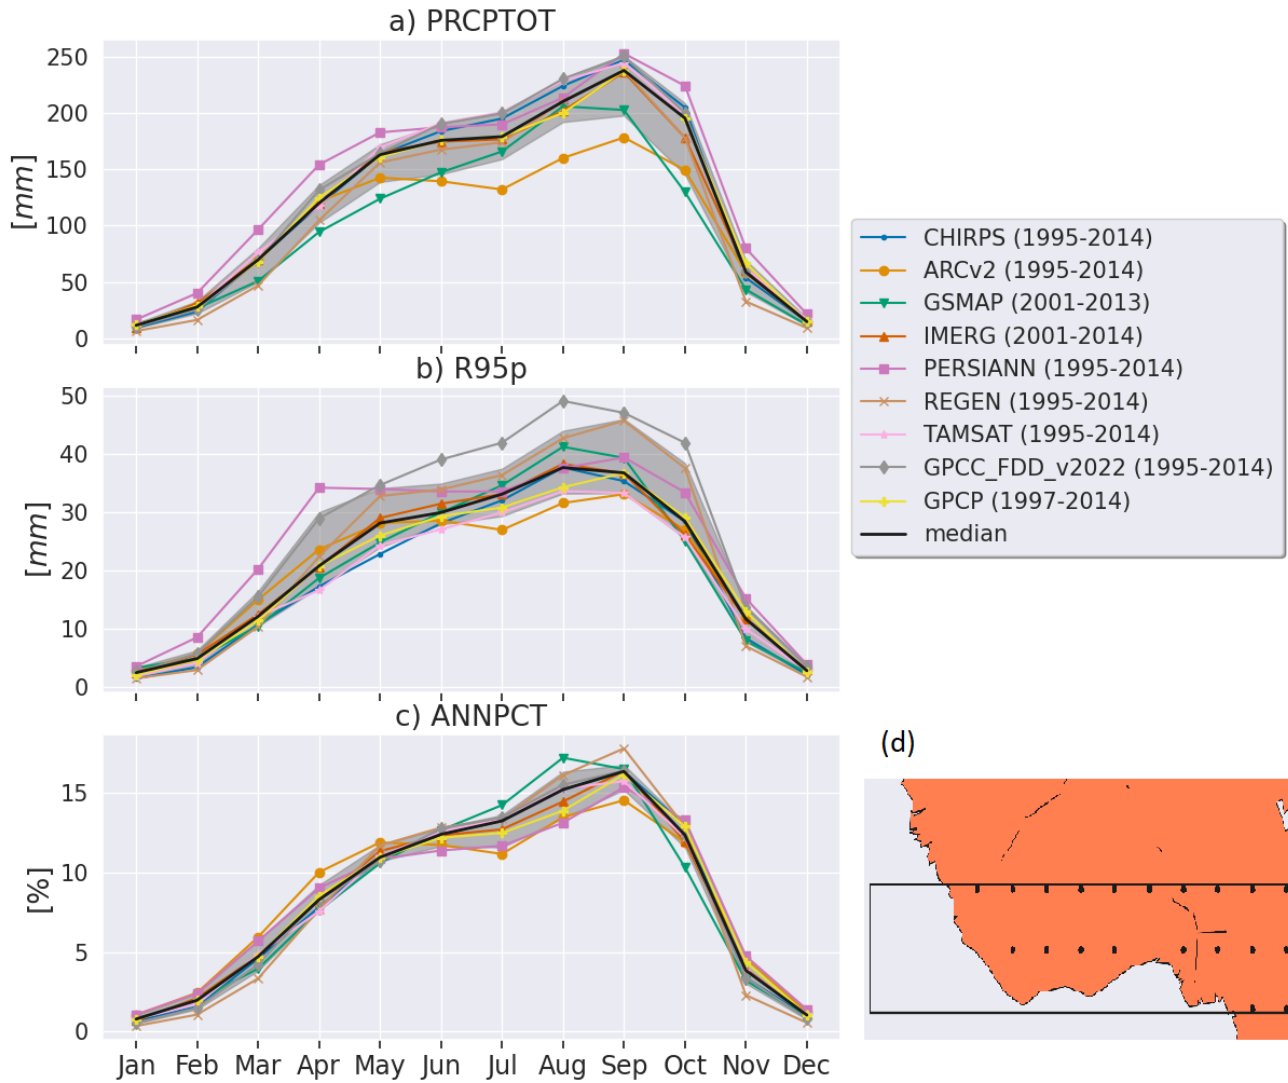 a) PRCPTOT
250
200
150
100
50
0
[mm]
b) R95p
50
40
30
20
10
0
[mm]
c) ANNPCT
15
10
5
0
[%]
Jan Feb Mar Apr May Jun Jul Aug Sep Oct Nov Dec
CHIRPS (1995-2014)
ARCv2 (1995-2014)
GSMAP (2001-2013)
IMERG (2001-2014)
PERSIANN (1995-2014)
REGEN (1995-2014)
TAMSAT (1995-2014)
GPCC_FDD_v2022 (1995-2014)
GPCP (1997-2014)
median
(d)